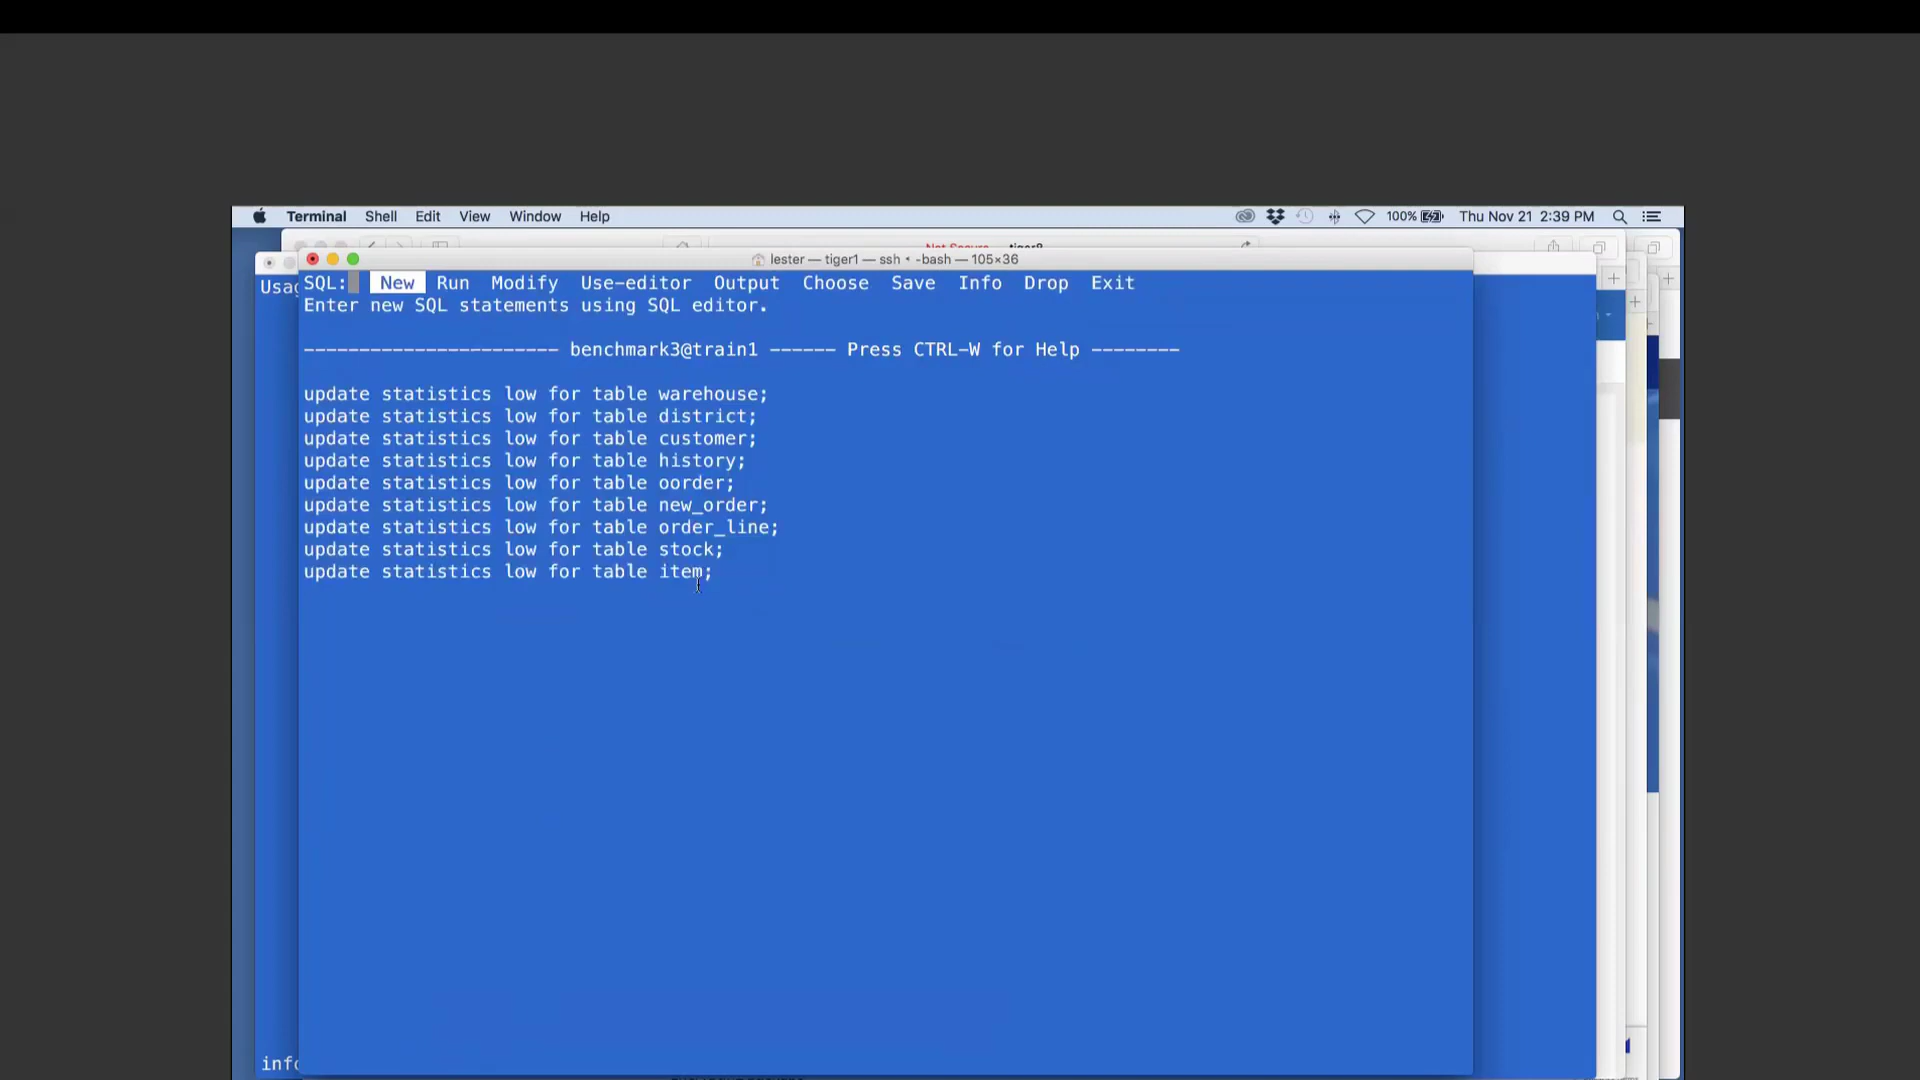 Terminal Shell Edit View Window Help 100% Thu Nov 21 2:39 PM
Not Secure
lester — tiger1 — ssh ◂ -bash — 105×36
Usag
SQL: New Run Modify Use-editor Output Choose Save Info Drop Exit
Enter new SQL statements using SQL editor.
----------------------- benchmark3@train1 ------ Press CTRL-W for Help --------
update statistics low for table warehouse;
update statistics low for table district;
update statistics low for table customer;
update statistics low for table history;
update statistics low for table oorder;
update statistics low for table new_order;
update statistics low for table order_line;
update statistics low for table stock;
update statistics low for table item;
info